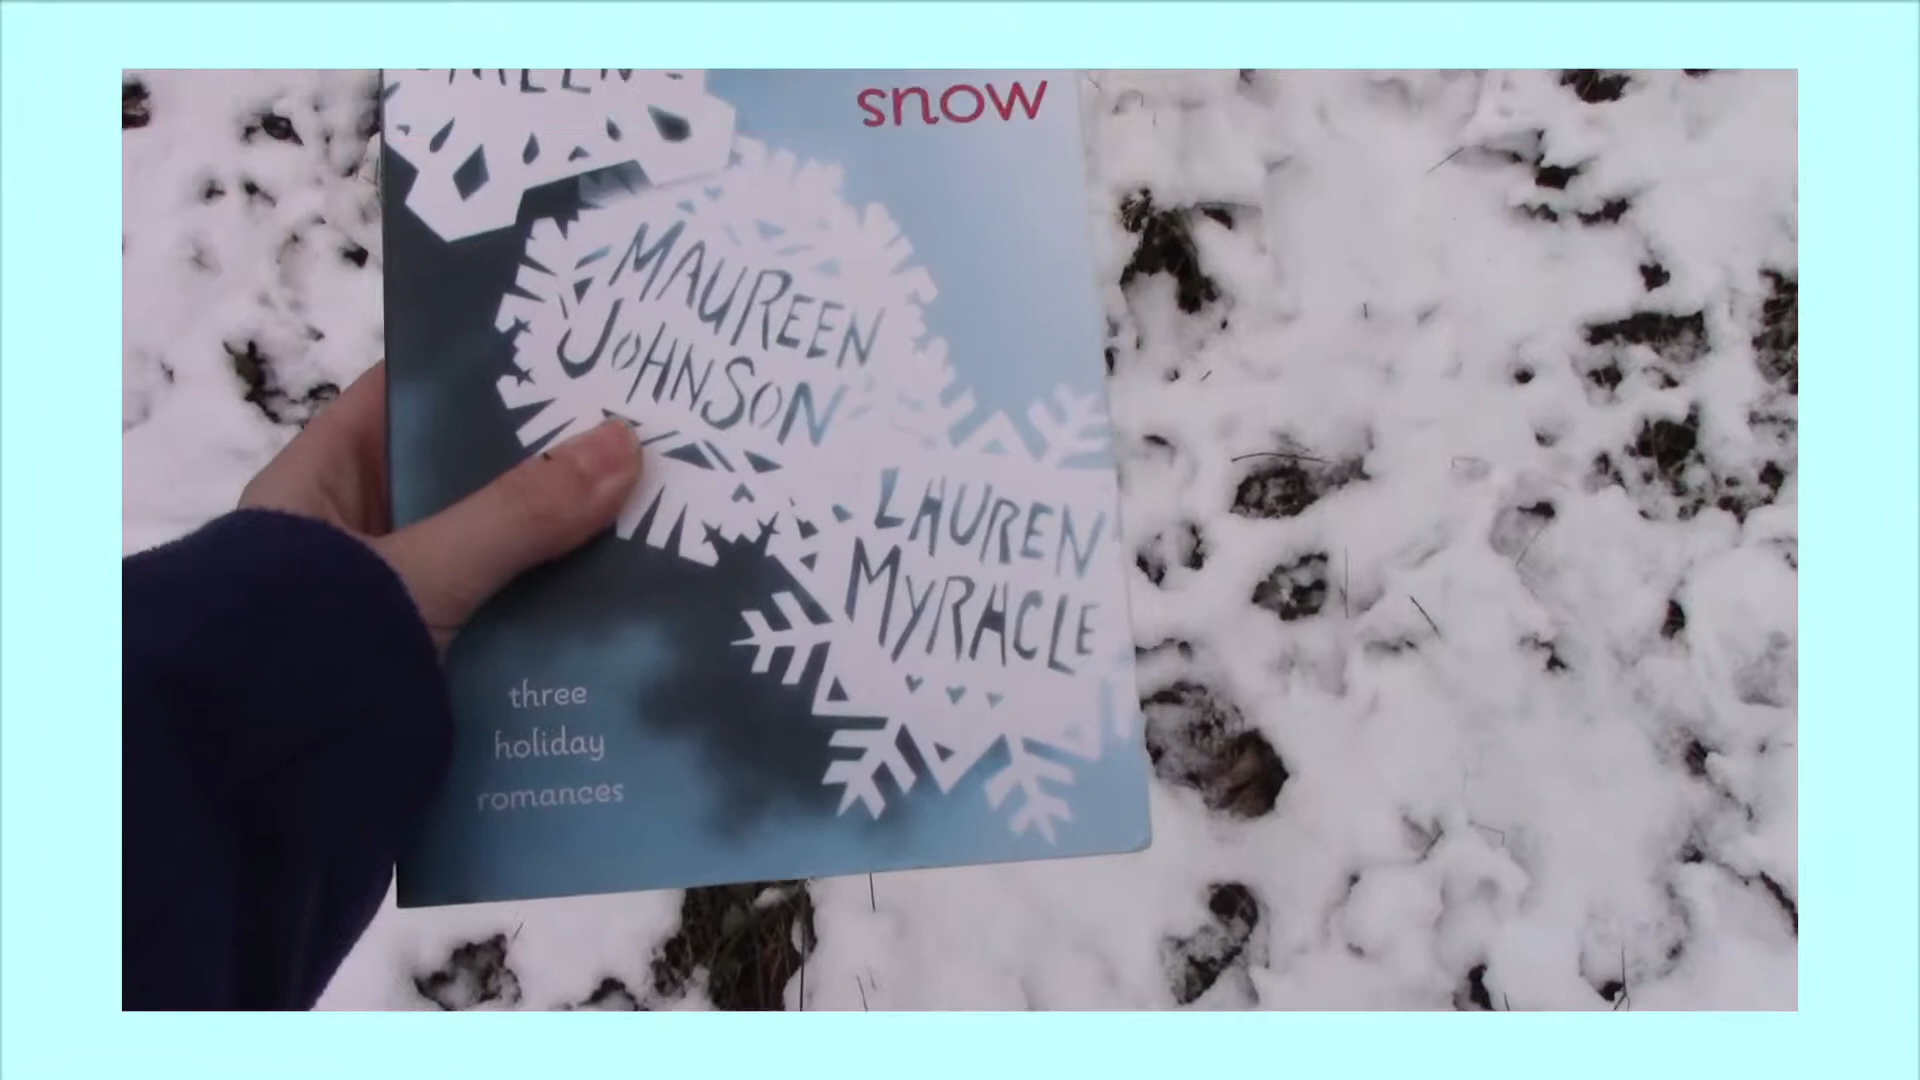 snow
MAUREEN
JOHNSON
LAUREN
MYRACLE
three
holiday
romances